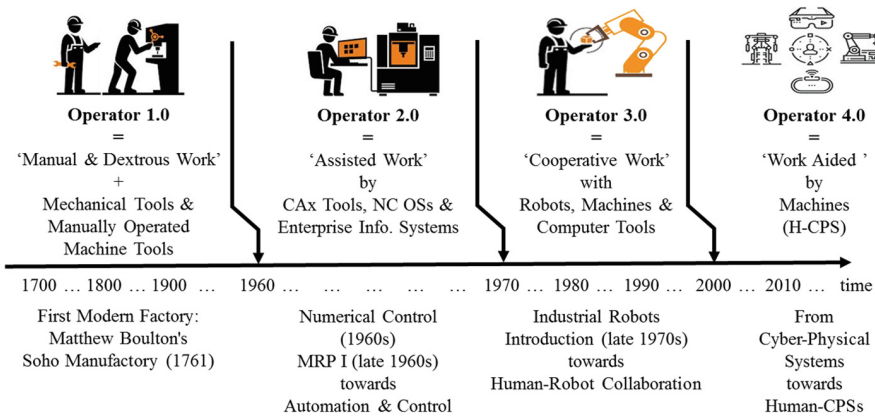 Operator 1.0
=
‘Manual & Dextrous Work’
+
Mechanical Tools &
Manually Operated
Machine Tools
Operator 2.0
=
‘Assisted Work’
by
CAx Tools, NC OSs &
Enterprise Info. Systems
Operator 3.0
=
‘Cooperative Work’
with
Robots, Machines &
Computer Tools
Operator 4.0
=
‘Work Aided ’
by
Machines
(H-CPS)
1700 … 1800 … 1900 … … 1960 … … … … 1970 … 1980 … 1990 … 2000 … 2010 … time
First Modern Factory:
Matthew Boulton's
Soho Manufactory (1761)
Numerical Control
(1960s)
MRP I (late 1960s)
towards
Automation & Control
Industrial Robots
Introduction (late 1970s)
towards
Human-Robot Collaboration
From
Cyber-Physical
Systems
towards
Human-CPSs